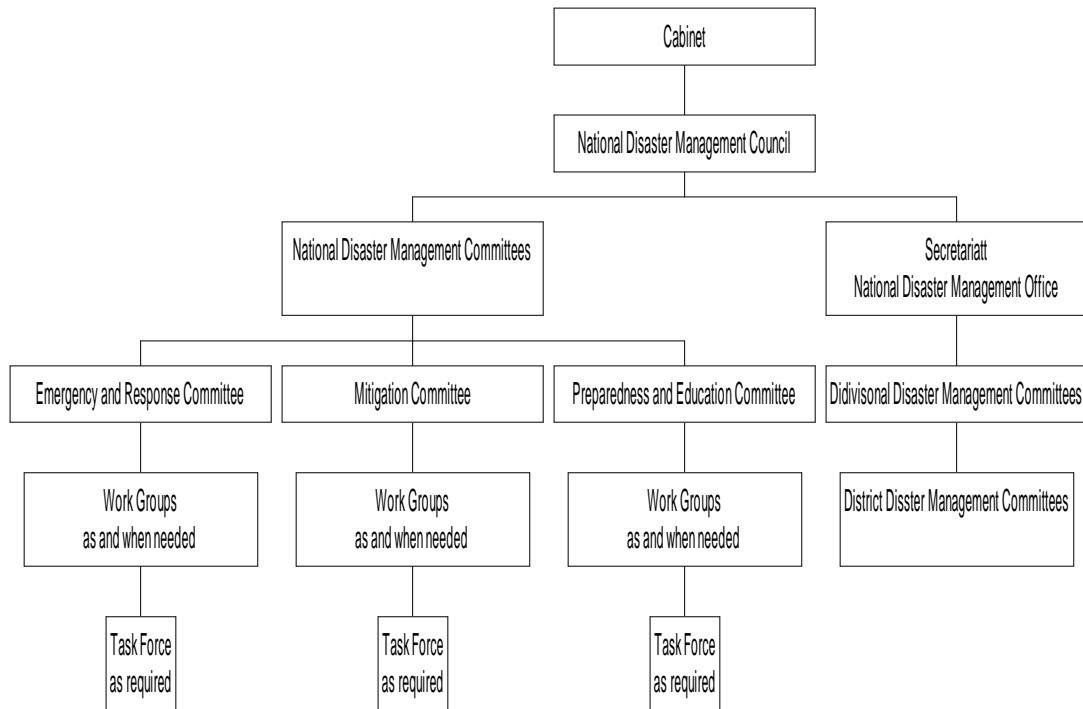 Cabinet
National Disaster Management Council
National Disaster Management Committees
Secretariatt
National Disaster Management Office
Emergency and Response Committee
Mitigation Committee
Preparedness and Education Committee
Didivisonal Disaster Management Committees
Work Groups
as and when needed
Work Groups
as and when needed
Work Groups
as and when needed
District Disster Management Committees
Task Force
as required
Task Force
as required
Task Force
as required